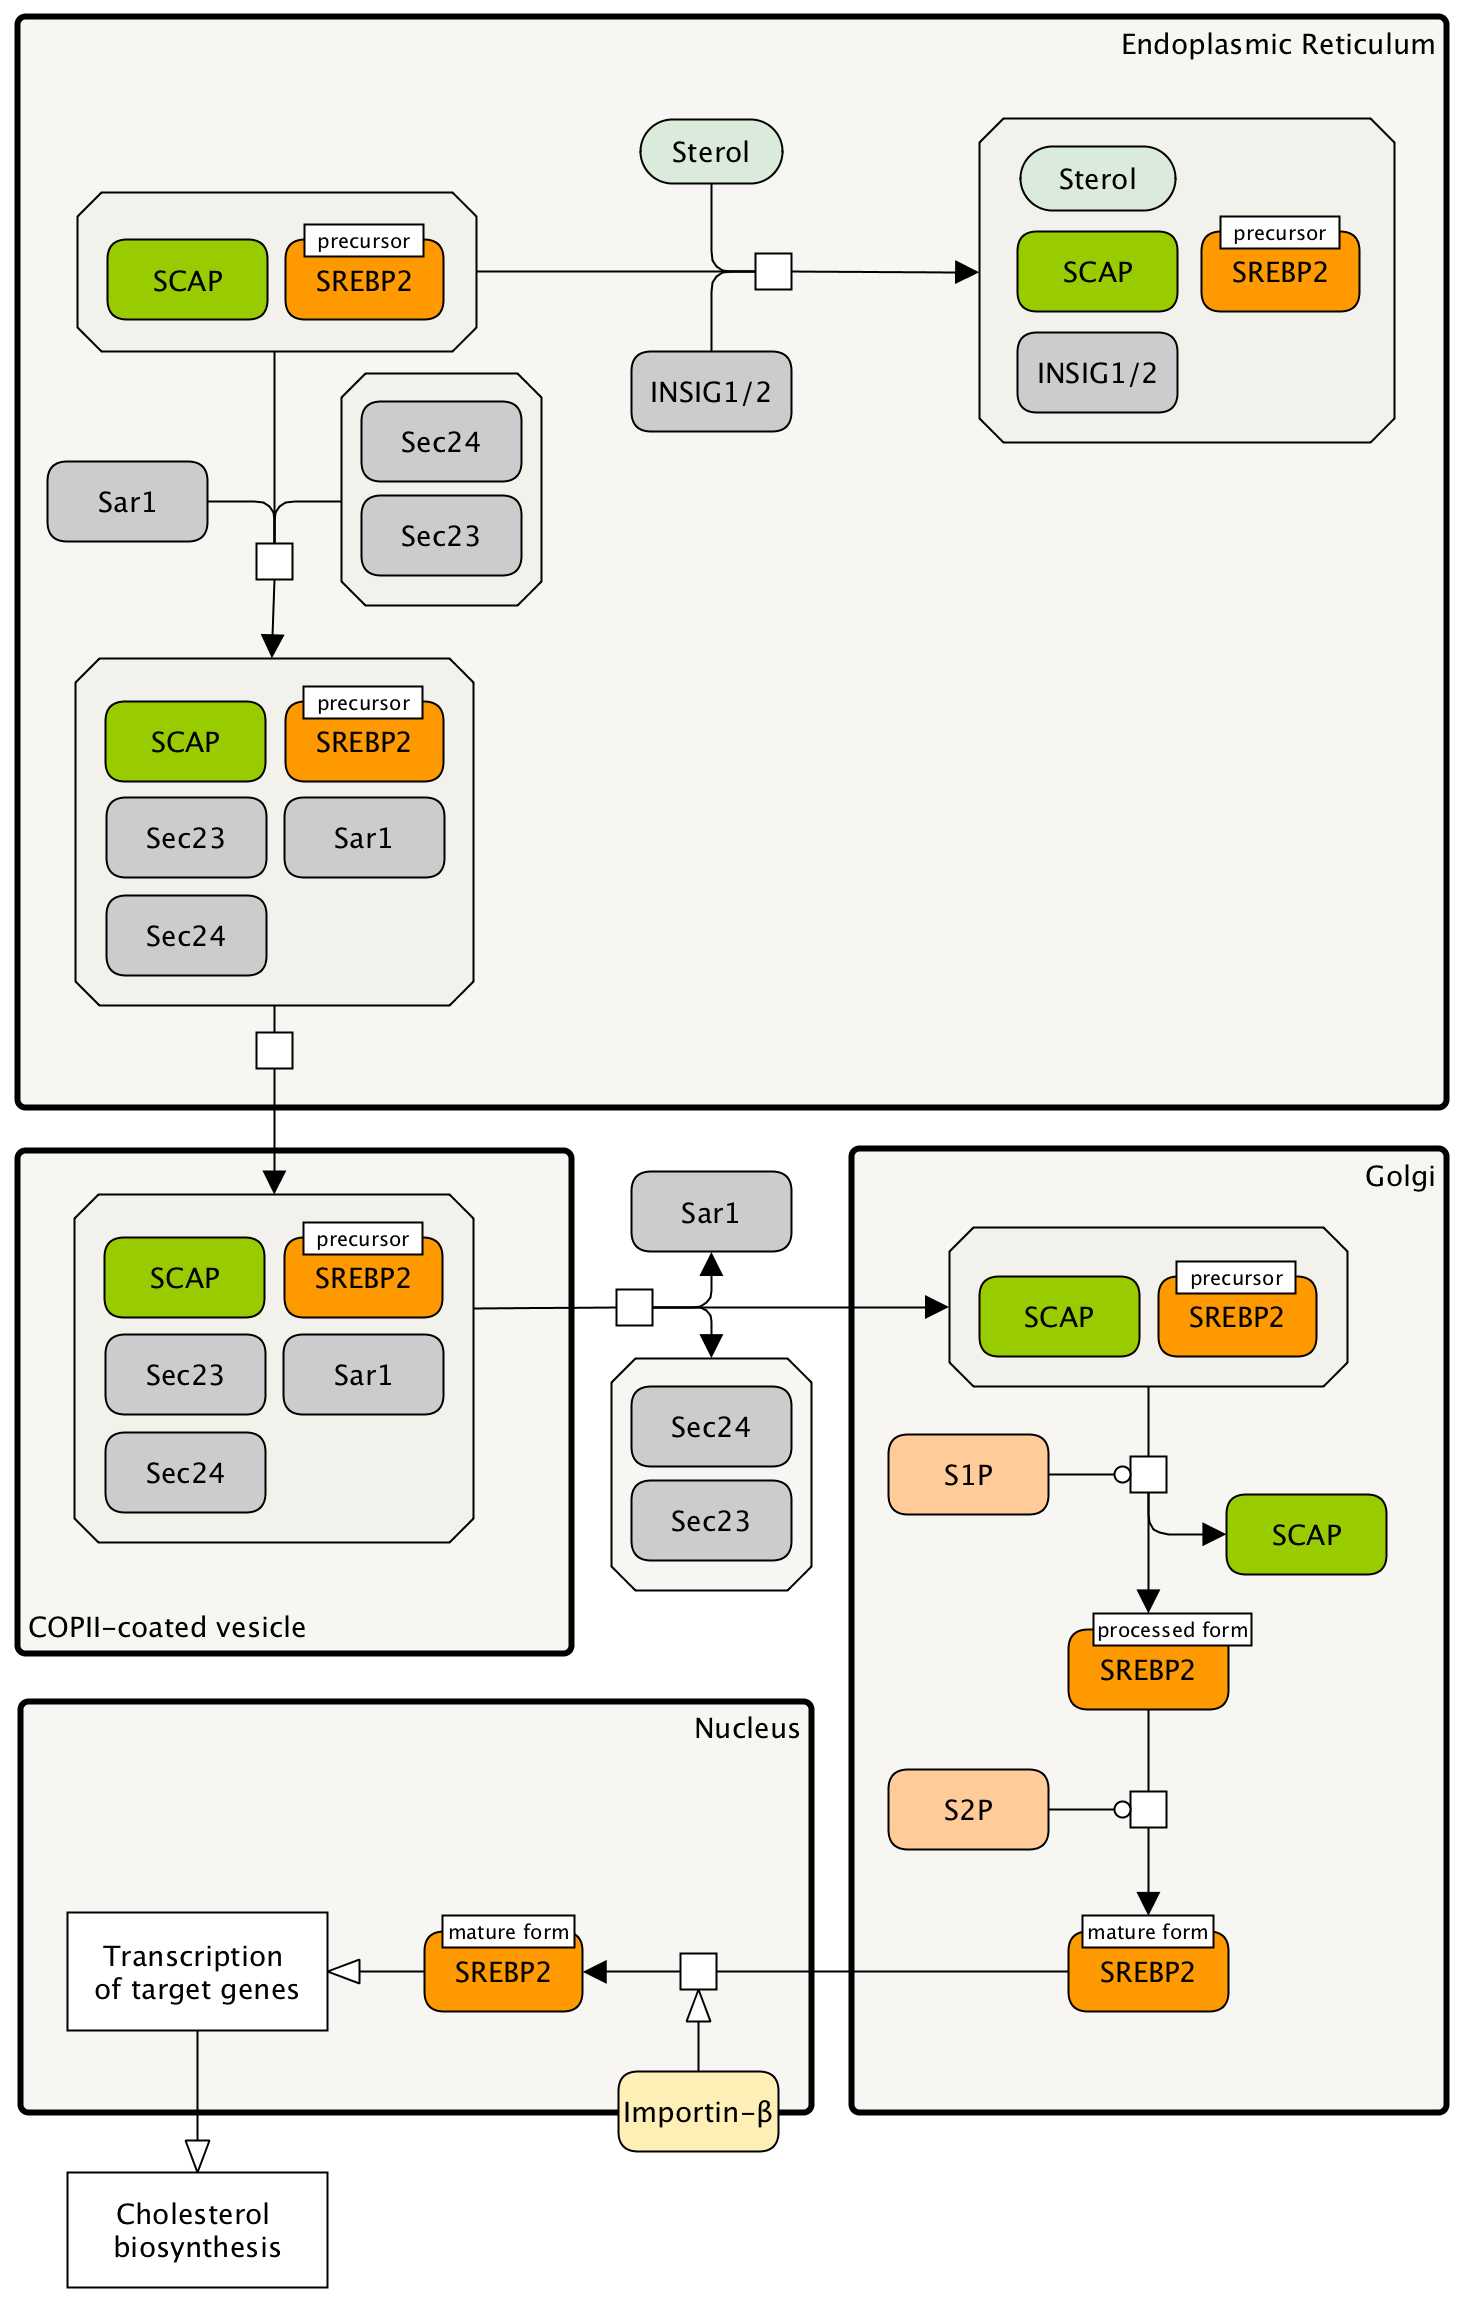 Endoplasmic Reticulum
Sterol
Sterol
precursor
SCAP
SREBP2
precursor
SCAP
SREBP2
INSIG1/2
INSIG1/2
Sec24
Sar1
Sec23
precursor
SCAP
SREBP2
Sec23
Sar1
Sec24
Golgi
Sar1
precursor
SCAP
SREBP2
precursor
SCAP
SREBP2
Sec23
Sar1
Sec24
Sec24
Sec23
S1P
SCAP
COPII-coated vesicle
processed form
SREBP2
Nucleus
S2P
mature form
SREBP2
mature form
SREBP2
Transcription
of target genes
Importin-β
Cholesterol
biosynthesis